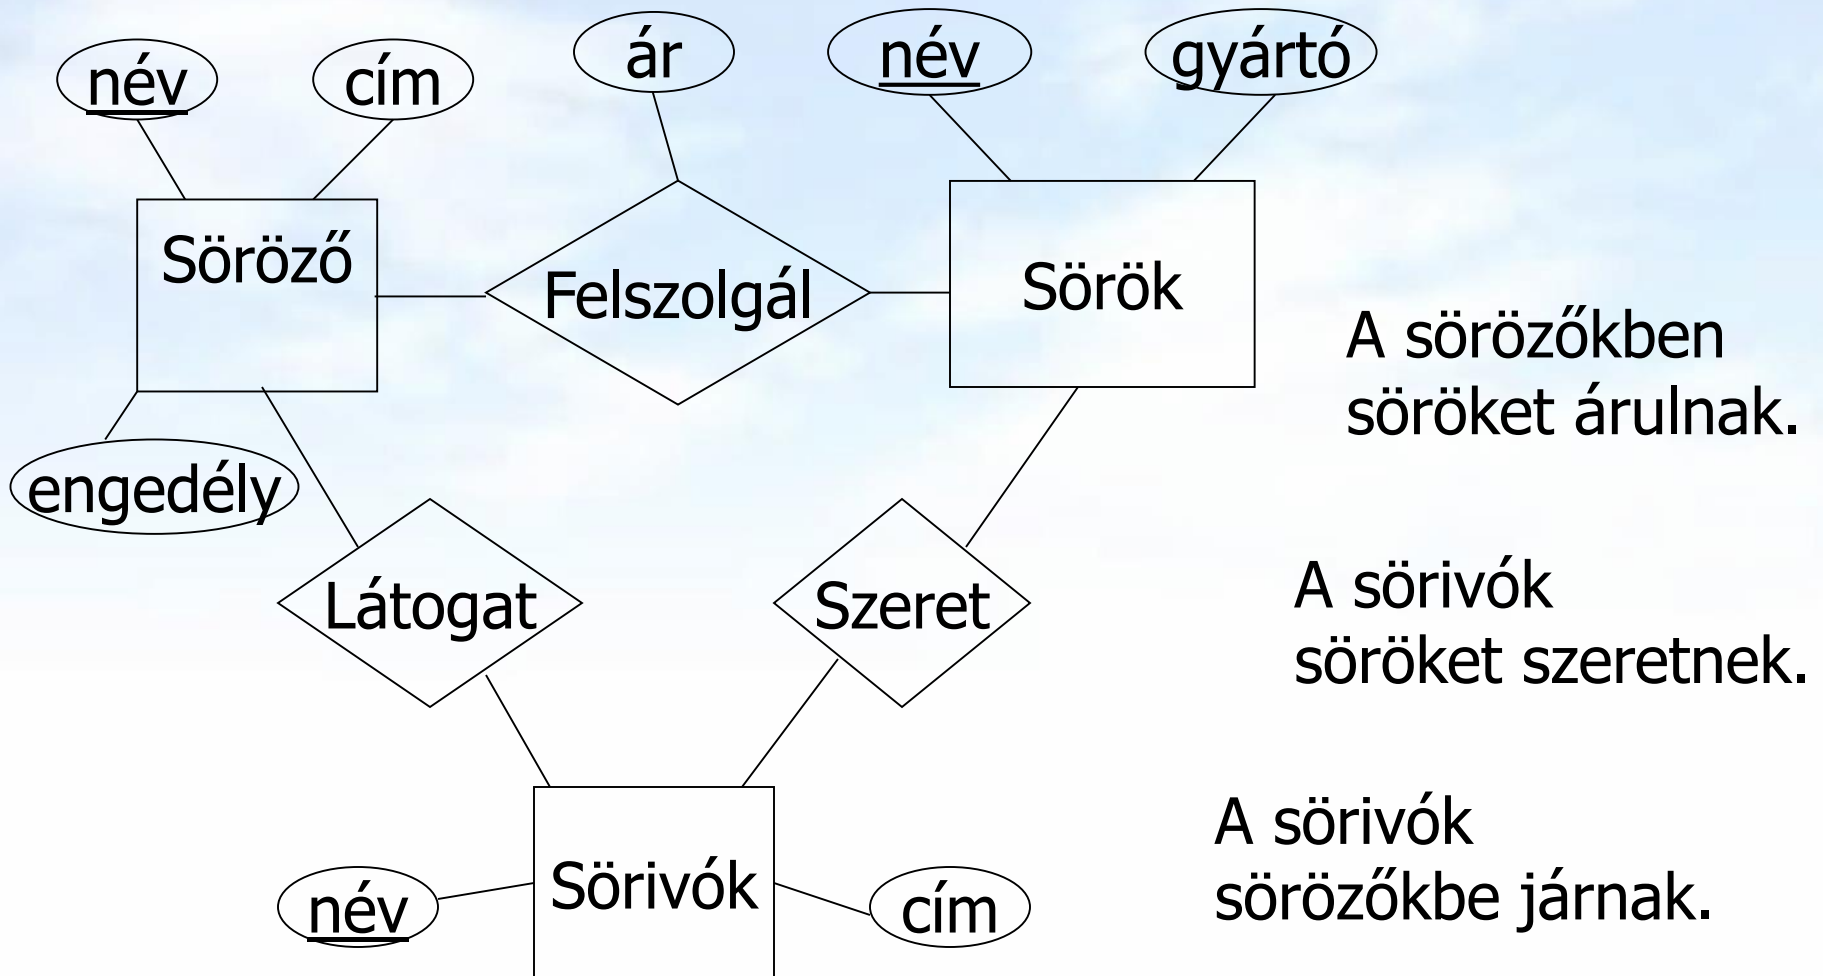 név
cím
ár
név
gyártó
Söröző
Felszolgál
Sörök
A sörözőkben
söröket árulnak.
engedély
Látogat
Szeret
A sörivók
söröket szeretnek.
Sörivók
név
cím
A sörivók
sörözőkbe járnak.